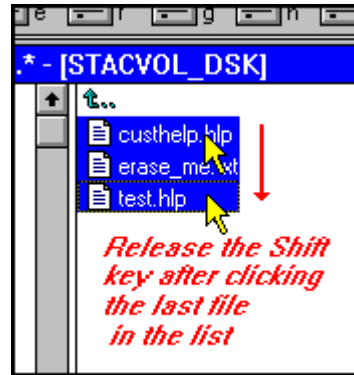 e r g h
.* - [STACVOL_DSK]
..
custhelp.hlp
erase_me.txt
test.hlp
Release the Shift
key after clicking
the last file
in the list